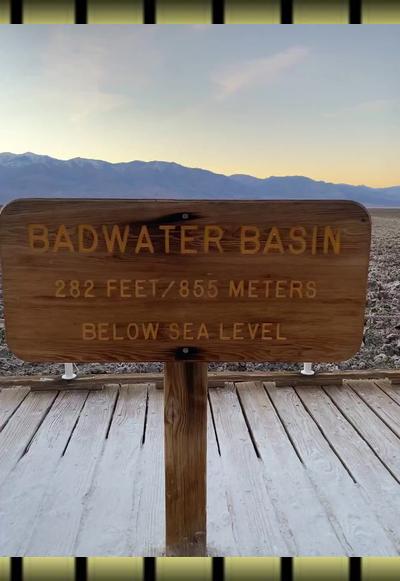 BADWATER BASIN
282 FEET/855 METERS
BELOW SEA LEVEL